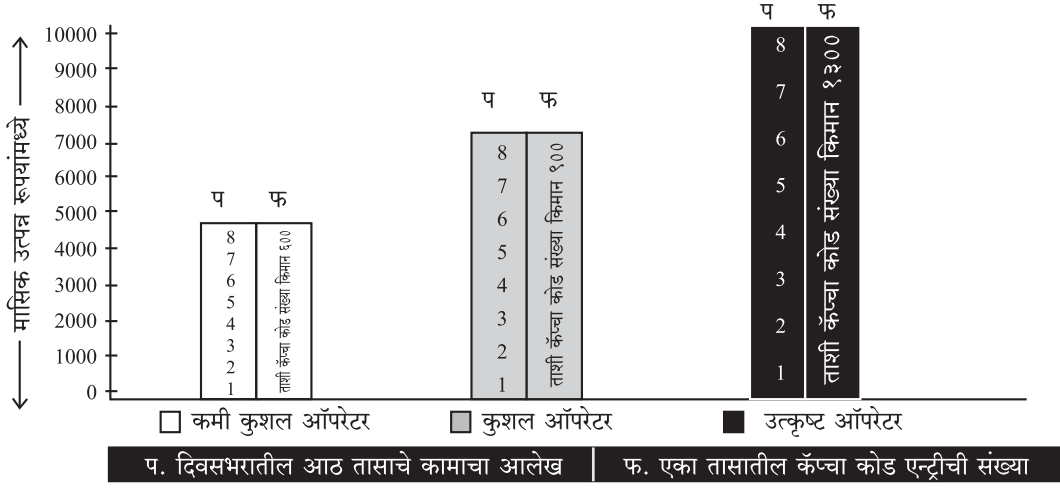 मासिक उत्पन्न रूपयांमध्ये
10000
9000
8000
7000
6000
5000
4000
3000
2000
1000
0
प फ
8
7
6
5
4
3
2
1
ताशी कॅप्चा कोड संख्या किमान ६००
प फ
8
7
6
5
4
3
2
1
ताशी कॅप्चा कोड संख्या किमान ९००
प फ
8
7
6
5
4
3
2
1
ताशी कॅप्चा कोड संख्या किमान १३००
कमी कुशल ऑपरेटर
कुशल ऑपरेटर
उत्कृष्ट ऑपरेटर
प. दिवसभरातील आठ तासाचे कामाचा आलेख
फ. एका तासातील कॅप्चा कोड एन्ट्रीची संख्या